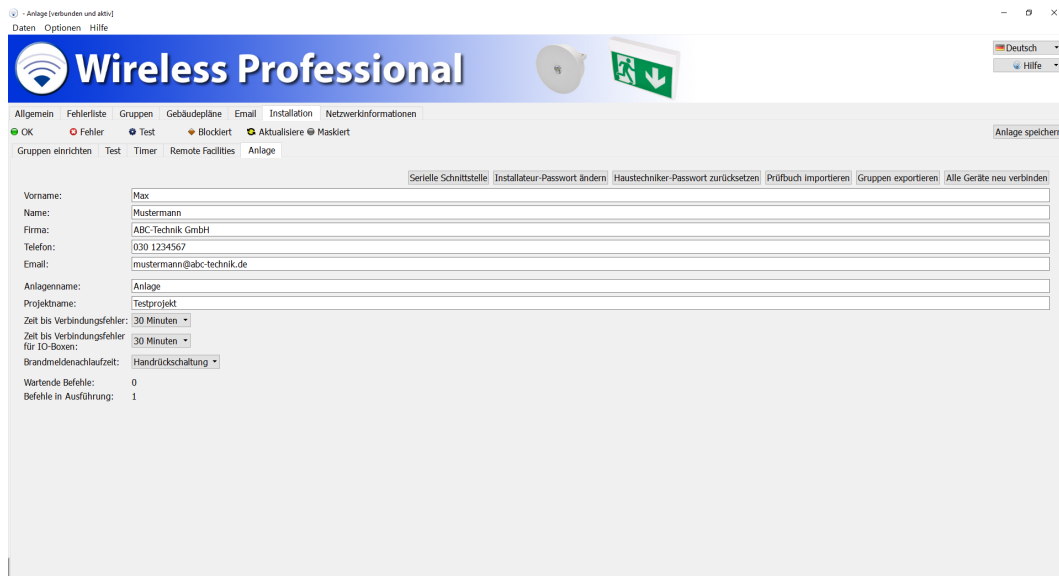 - Anlage [verbunden und aktiv]
Daten Optionen Hilfe
Wireless Professional
Deutsch
Hilfe
Allgemein Fehlerliste Gruppen Gebäudepläne Email Installation Netzwerkinformationen
OK Fehler Test Blockiert Aktualisiere Maskiert Anlage speichern
Gruppen einrichten Test Timer Remote Facilities Anlage
Serielle Schnittstelle Installateur-Passwort ändern Haustechniker-Passwort zurücksetzen Prüfbuch importieren Gruppen exportieren Alle Geräte neu verbinden
Vorname: Max
Name: Mustermann
Firma: ABC-Technik GmbH
Telefon: 030 1234567
Email: mustermann@abc-technik.de
Anlagenname: Anlage
Projektname: Testprojekt
Zeit bis Verbindungsfehler: 30 Minuten
Zeit bis Verbindungsfehler
für IO-Boxen: 30 Minuten
Brandmeldenachlaufzeit: Handrückschaltung
Wartende Befehle: 0
Befehle in Ausführung: 1